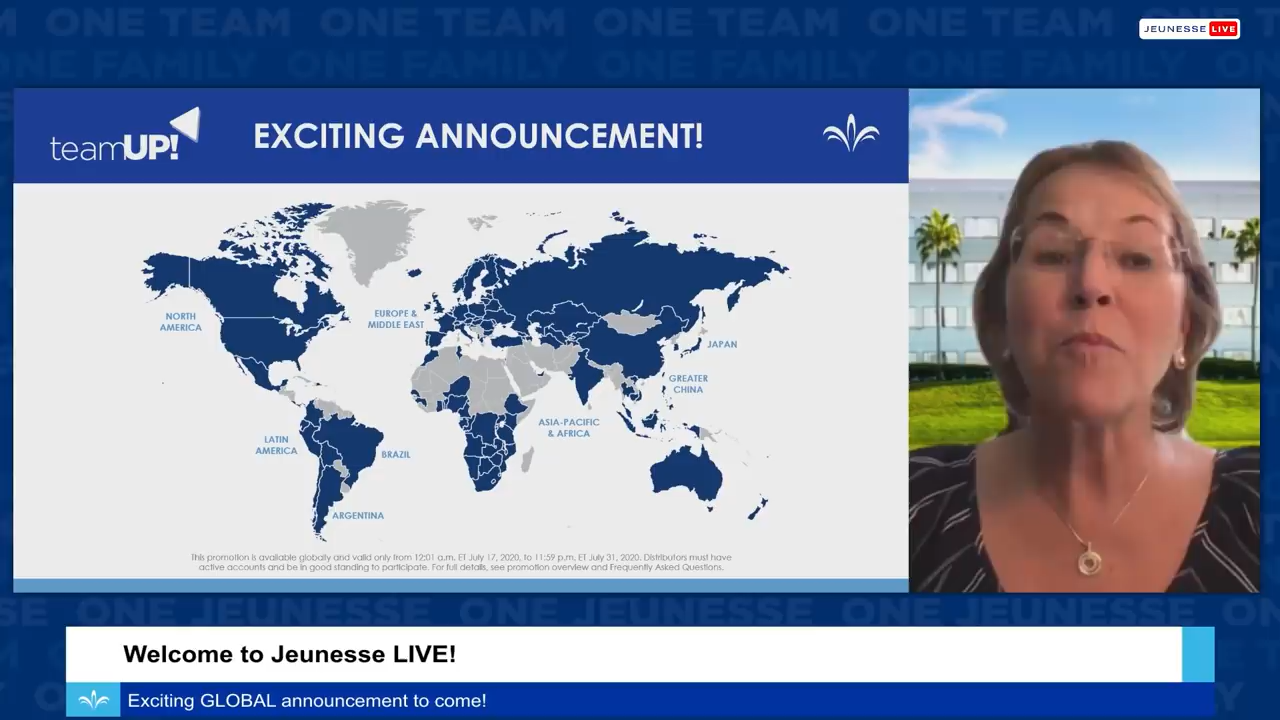 ONE TEAM ONE TEAM ONE TEAM ONE TEAM
ONE FAMILY ONE FAMILY ONE FAMILY
JEUNESSE LIVE
teamUP!
EXCITING ANNOUNCEMENT!
NORTH
AMERICA
EUROPE &
MIDDLE EAST
JAPAN
GREATER
CHINA
ASIA-PACIFIC
& AFRICA
LATIN
AMERICA
BRAZIL
ARGENTINA
This promotion is available globally and valid only from 12:01 a.m. ET July 17, 2020, to 11:59 p.m. ET July 31, 2020. Distributors must have
active accounts and be in good standing to participate. For full details, see promotion overview and Frequently Asked Questions.
ONE JEUNESSE ONE JEUNESSE ONE JEUNESSE
Welcome to Jeunesse LIVE!
Exciting GLOBAL announcement to come!